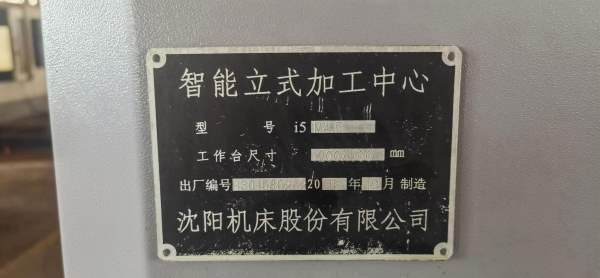 智能立式加工中心
型 号 i5
工作台尺寸 mm
出厂编号 20 年 月 制造
沈阳机床股份有限公司